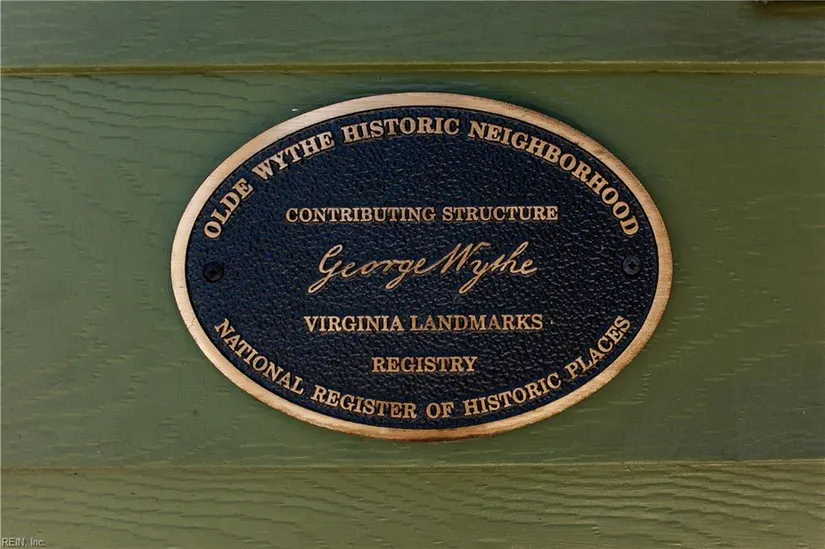 OLDE WYTHE HISTORIC NEIGHBORHOOD
CONTRIBUTING STRUCTURE
George Wythe
VIRGINIA LANDMARKS
REGISTRY
NATIONAL REGISTER OF HISTORIC PLACES
REIN, Inc.